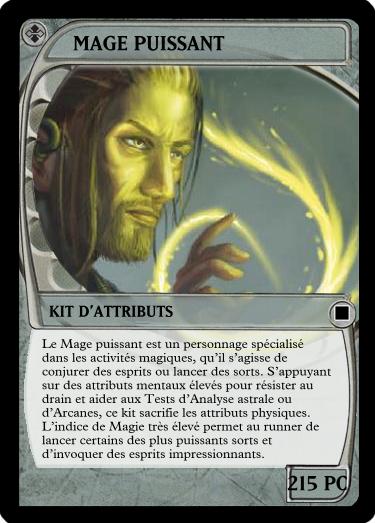 MAGE PUISSANT
KIT D'ATTRIBUTS
Le Mage puissant est un personnage spécialisé
dans les activités magiques, qu'il s'agisse de
conjurer des esprits ou lancer des sorts. S'appuyant
sur des attributs mentaux élevés pour résister au
drain et aider aux Tests d'Analyse astrale ou
d'Arcanes, ce kit sacrifie les attributs physiques.
L'indice de Magie très élevé permet au runner de
lancer certains des plus puissants sorts et
d'invoquer des esprits impressionnants.
215 PC